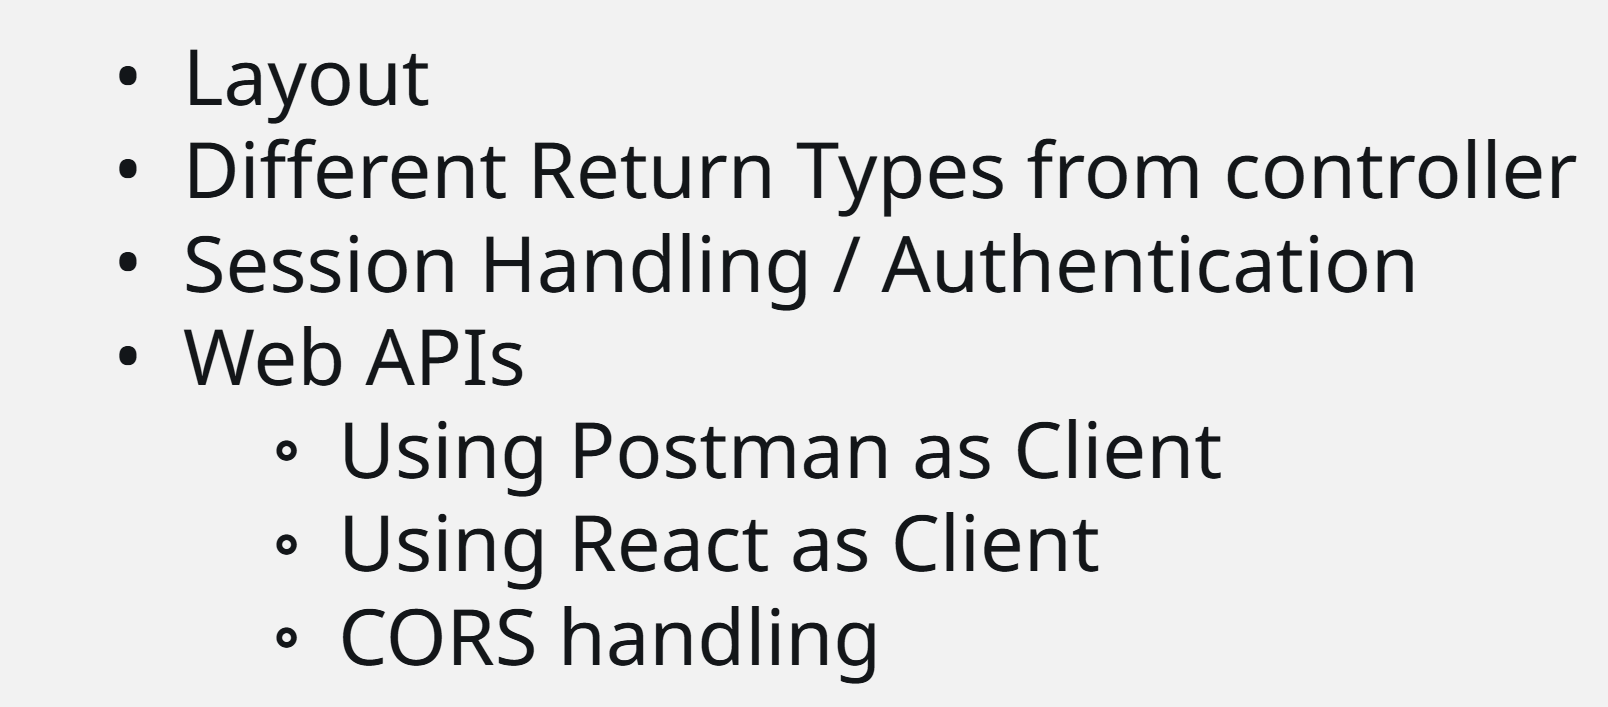 • Layout
• Different Return Types from controller
• Session Handling / Authentication
• Web APIs
∘ Using Postman as Client
∘ Using React as Client
∘ CORS handling